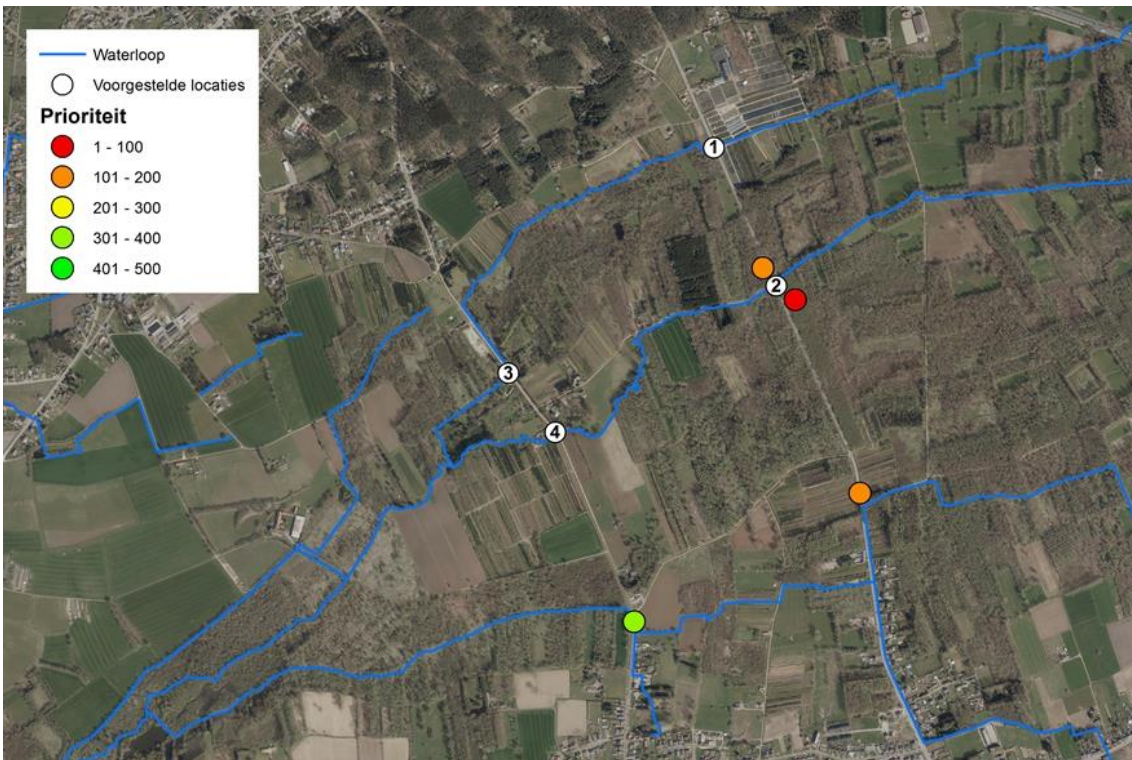 Waterloop
Voorgestelde locaties
Prioriteit
1 - 100
101 - 200
201 - 300
301 - 400
401 - 500
1
2
3
4